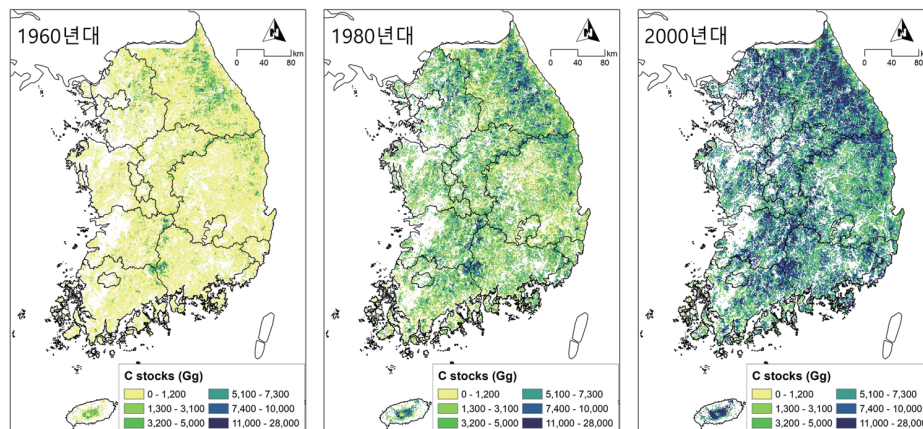 1960년대
N
0 40 80
km
C stocks (Gg)
0 - 1,200
1,300 - 3,100
3,200 - 5,000
5,100 - 7,300
7,400 - 10,000
11,000 - 28,000
1980년대
N
0 40 80
km
C stocks (Gg)
0 - 1,200
1,300 - 3,100
3,200 - 5,000
5,100 - 7,300
7,400 - 10,000
11,000 - 28,000
2000년대
N
0 40 80
km
C stocks (Gg)
0 - 1,200
1,300 - 3,100
3,200 - 5,000
5,100 - 7,300
7,400 - 10,000
11,000 - 28,000